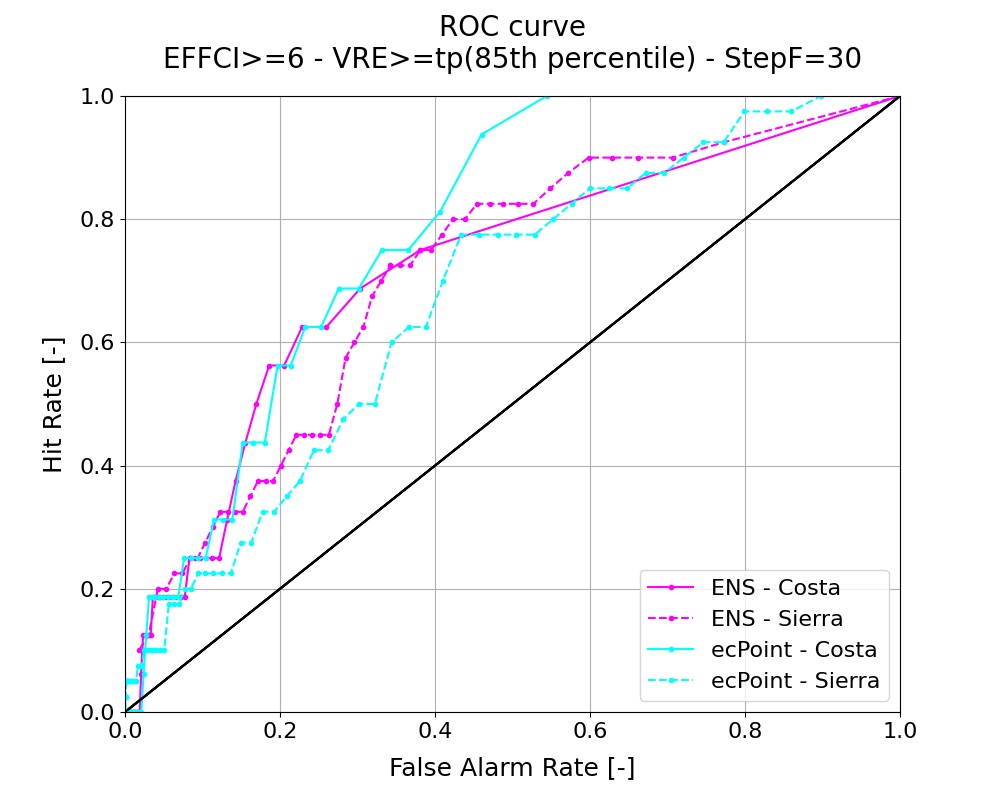 ROC curve
EFFCI>=6 - VRE>=tp(85th percentile) - StepF=30
1.0
0.8
0.6
0.4
0.2
0.0
Hit Rate [-]
0.0 0.2 0.4 0.6 0.8 1.0
False Alarm Rate [-]
ENS - Costa
ENS - Sierra
ecPoint - Costa
ecPoint - Sierra